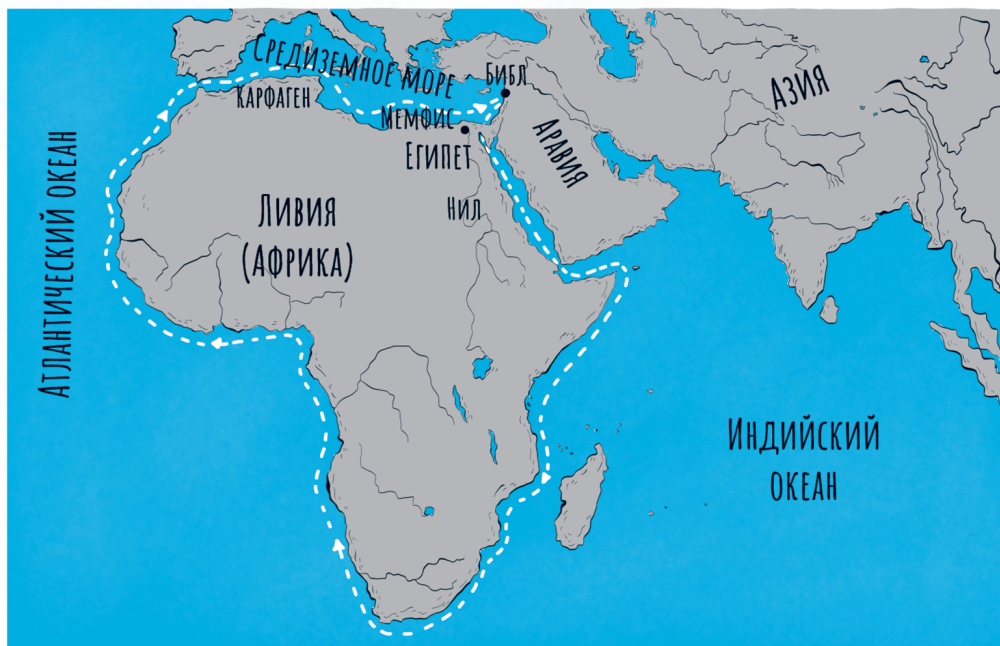 Средиземное море
Библ
Карфаген
Азия
Мемфис
Египет
Аравия
Атлантический океан
Нил
Ливия
(Африка)
Индийский
океан